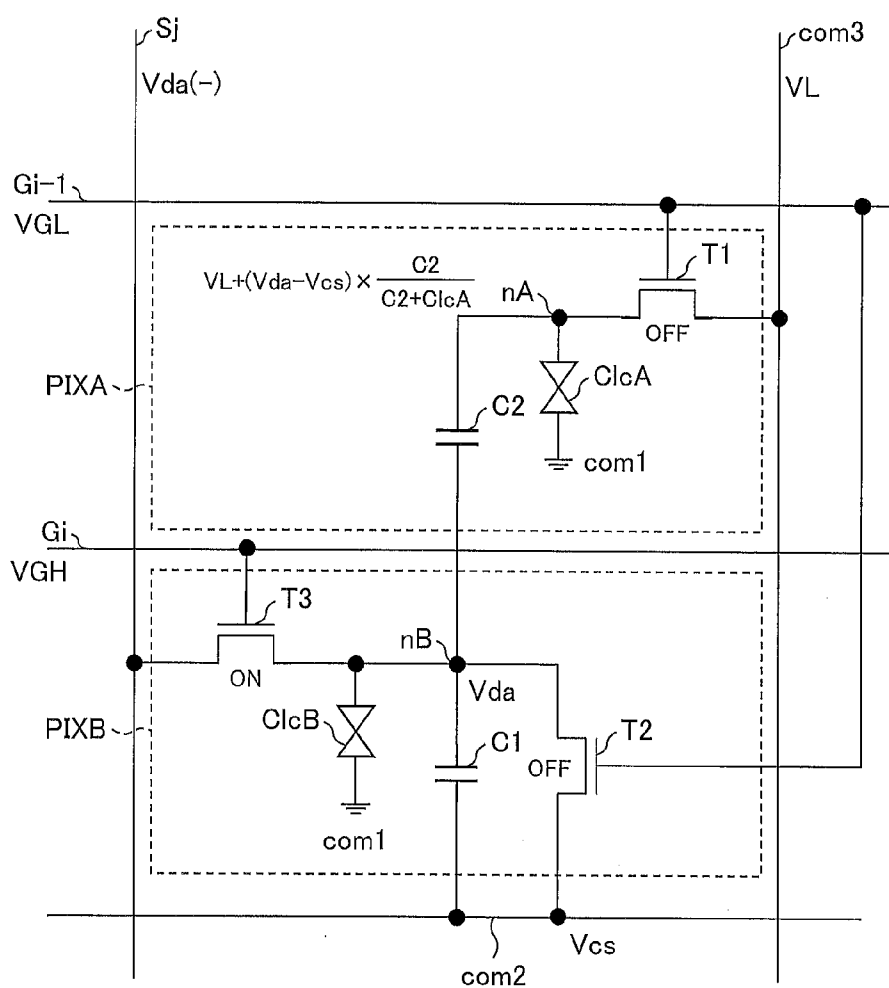 Sj
com3
Vda(-)
VL
Gi-1
VGL
T1
VL+(Vda-Vcs)× C2
C2+ClcA
nA
OFF
PIXA
ClcA
C2
com1
Gi
VGH
T3
nB
ON
Vda
PIXB
ClcB
C1
T2
OFF
com1
Vcs
com2